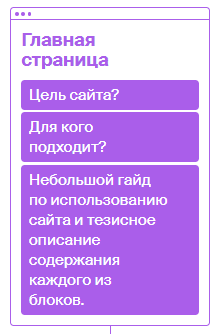 Главная
страница
Цель сайта?
Для кого
подходит?
Небольшой гайд
по использованию
сайта и тезисное
описание
содержания
каждого из
блоков.